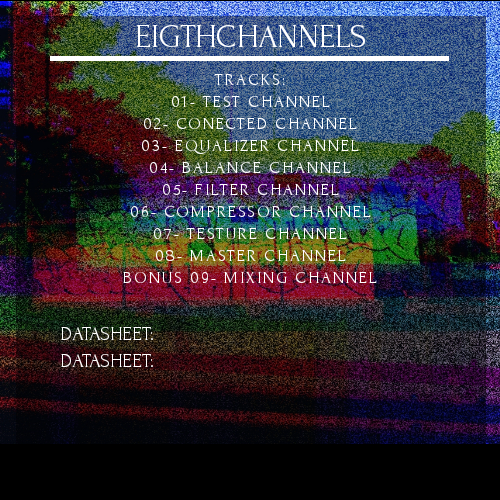 EIGTHCHANNELS
TRACKS:
01- TEST CHANNEL
02- CONECTED CHANNEL
03- EQUALIZER CHANNEL
04- BALANCE CHANNEL
05- FILTER CHANNEL
06- COMPRESSOR CHANNEL
07- TESTURE CHANNEL
08- MASTER CHANNEL
BONUS 09- MIXING CHANNEL
DATASHEET:
DATASHEET: